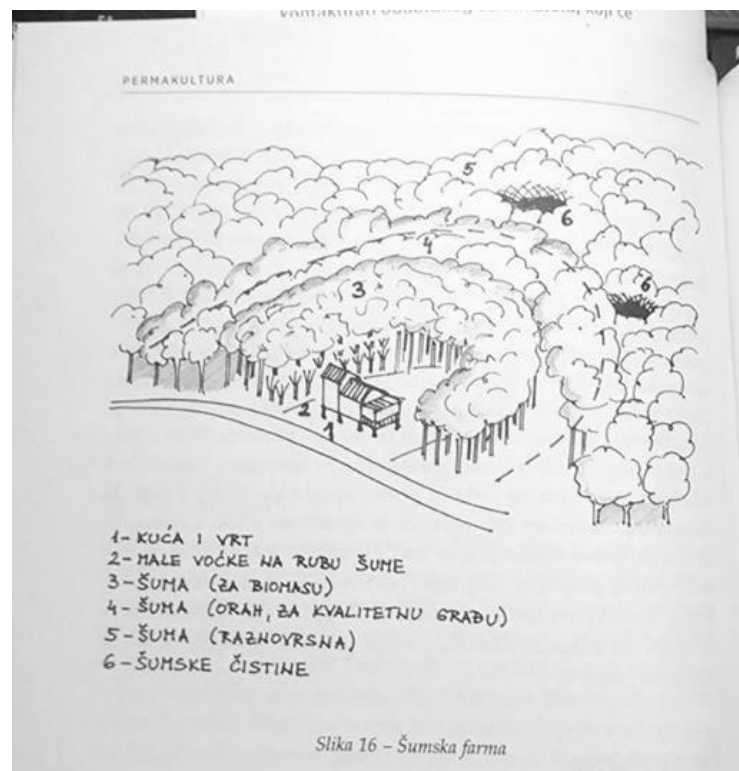 PERMAKULTURA
5
6
4
6
3
2
1
1- KUĆA I VRT
2- MALE VOĆKE NA RUBU ŠUME
3- ŠUMA (ZA BIOMASU)
4- ŠUMA (ORAH, ZA KVALITETNU GRAĐU)
5- ŠUMA (RAZNOVRSNA)
6- ŠUMSKE ČISTINE
Slika 16 – Šumska farma